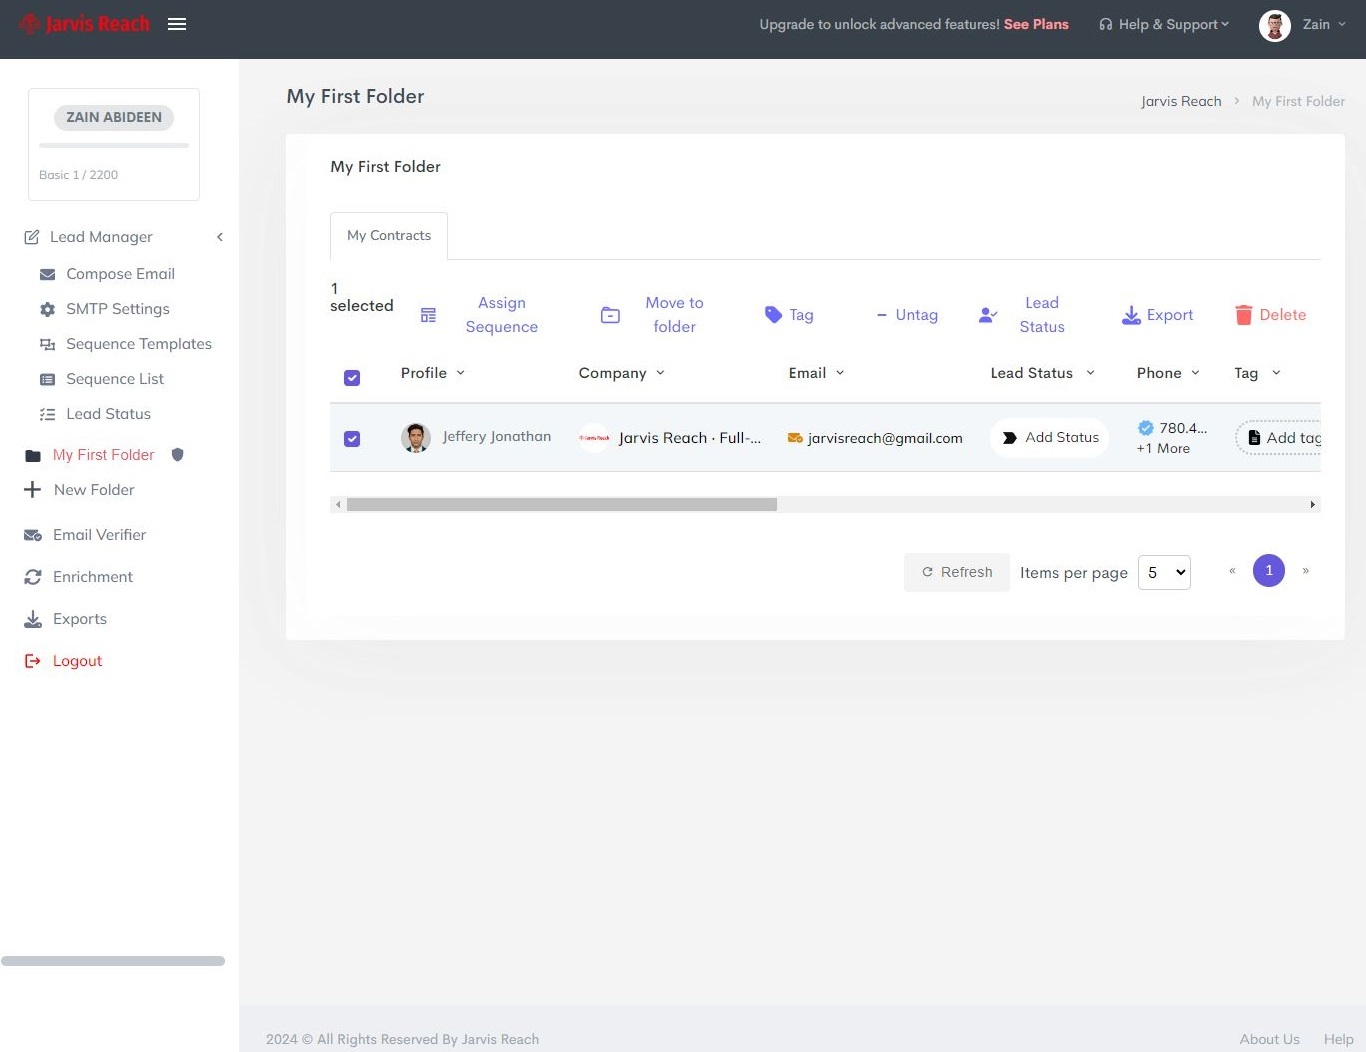 Jarvis Reach
Upgrade to unlock advanced features! See Plans
Help & Support
Zain
ZAIN ABIDEEN
Basic 1 / 2200
Lead Manager
Compose Email
SMTP Settings
Sequence Templates
Sequence List
Lead Status
My First Folder
New Folder
Email Verifier
Enrichment
Exports
Logout
My First Folder
Jarvis Reach > My First Folder
My First Folder
My Contracts
1
selected
Assign
Sequence
Move to
folder
Tag
Untag
Lead
Status
Export
Delete
Profile
Company
Email
Lead Status
Phone
Tag
Jeffery Jonathan
Jarvis Reach
Jarvis Reach · Full-...
jarvisreach@gmail.com
Add Status
780.4...
+1 More
Add tag
Refresh
Items per page
5
« 1 »
2024 © All Rights Reserved By Jarvis Reach
About Us
Help